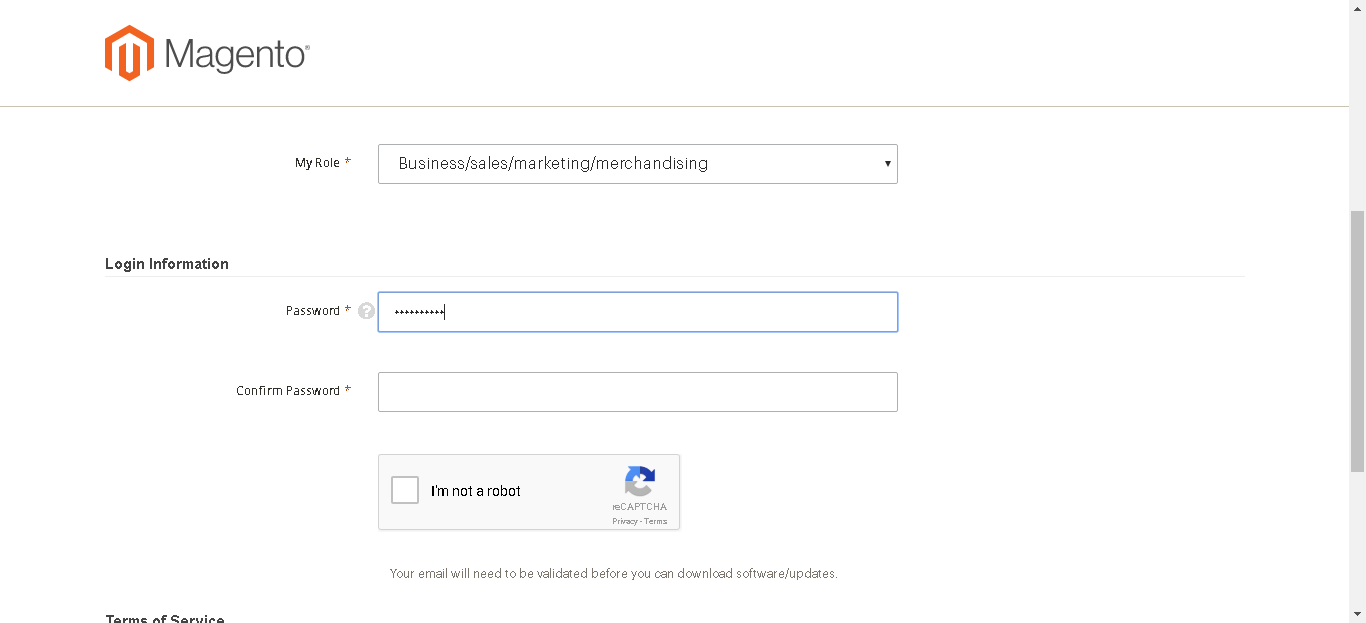 Magento®
My Role * Business/sales/marketing/merchandising
Login Information
Password * ? **********
Confirm Password *
I'm not a robot
reCAPTCHA
Privacy - Terms
Your email will need to be validated before you can download software/updates.
Terms of Service